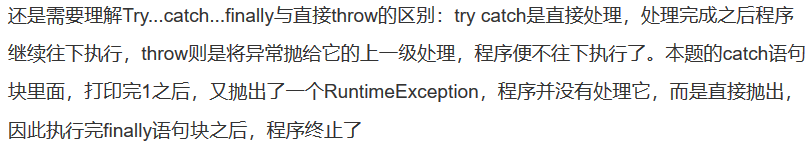 还是需要理解Try...catch...finally与直接throw的区别：try catch是直接处理，处理完成之后程序
继续往下执行，throw则是将异常抛给它的上一级处理，程序便不往下执行了。本题的catch语句
块里面，打印完1之后，又抛出了一个RuntimeException，程序并没有处理它，而是直接抛出，
因此执行完finally语句块之后，程序终止了